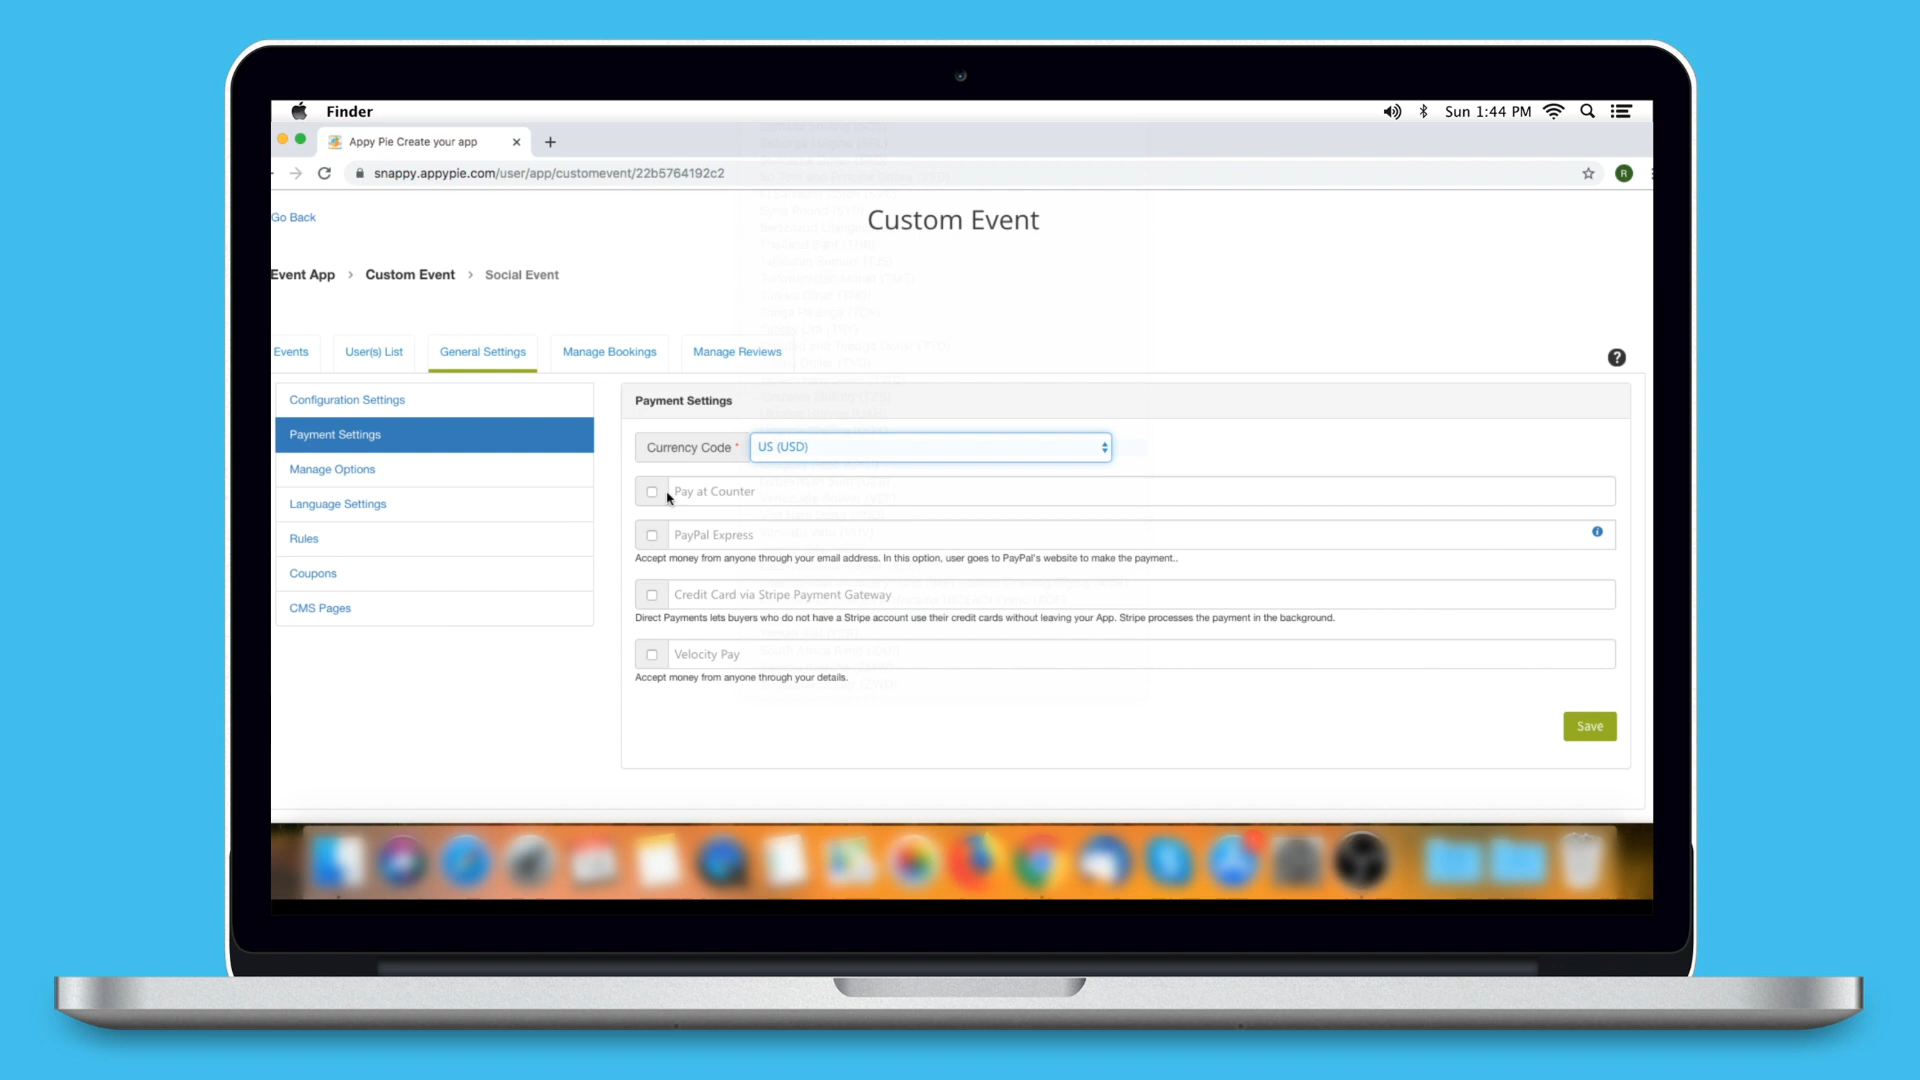 Finder
Sun 1:44 PM
Appy Pie Create your app
snappy.appypie.com/user/app/customevent/22b5764192c2
R
Go Back
Custom Event
Event App > Custom Event > Social Event
Events
User(s) List
General Settings
Manage Bookings
Manage Reviews
?
Configuration Settings
Payment Settings
Manage Options
Language Settings
Rules
Coupons
CMS Pages
Payment Settings
Currency Code *
US (USD)
Pay at Counter
PayPal Express
i
Accept money from anyone through your email address. In this option, user goes to PayPal's website to make the payment..
Credit Card via Stripe Payment Gateway
Direct Payments lets buyers who do not have a Stripe account use their credit cards without leaving your App. Stripe processes the payment in the background.
Velocity Pay
Accept money from anyone through your details.
Save